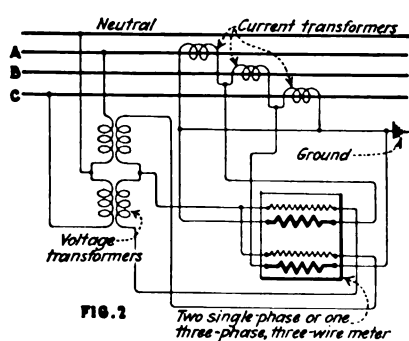 Neutral
Current transformers
A
B
C
Ground
Voltage
transformers
FIG. 2
Two single-phase or one
three-phase, three-wire meter